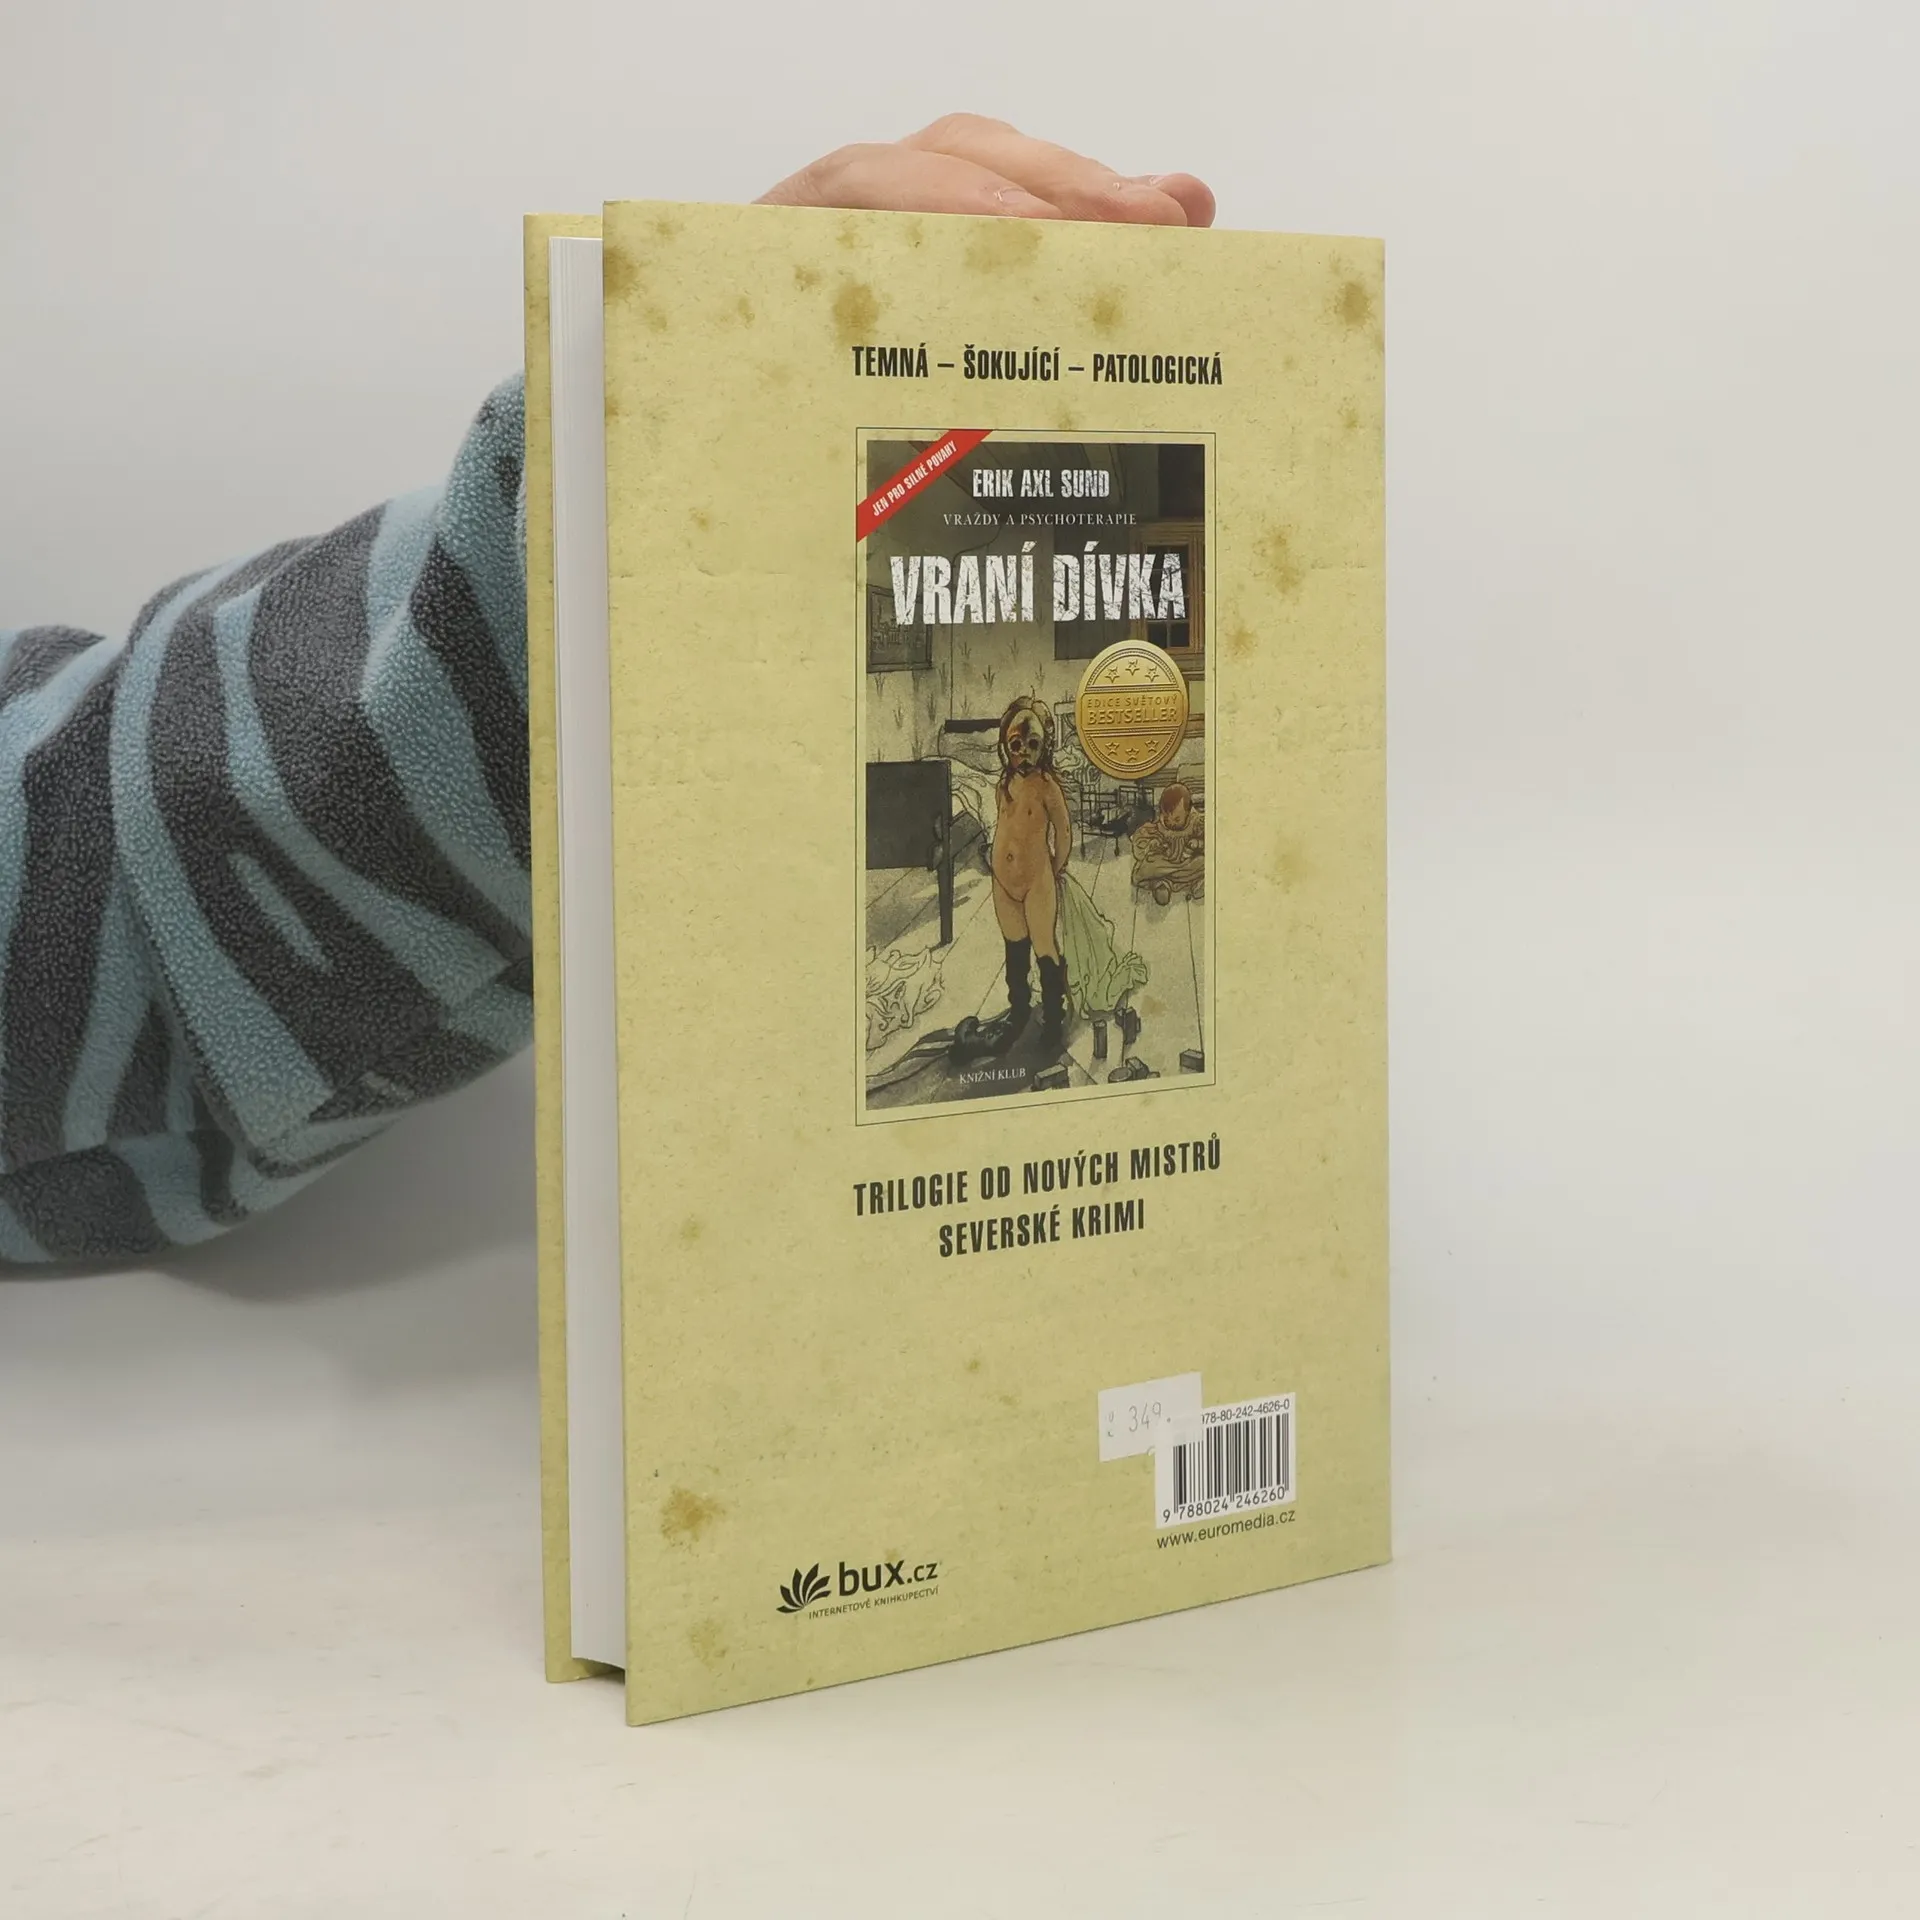 TEMNÁ – ŠOKUJÍCÍ – PATOLOGICKÁ
JEN PRO SILNÉ POVAHY
ERIK AXL SUND
VRAŽDY A PSYCHOTERAPIE
VRANÍ DÍVKA
EDICE SVĚTOVÝ
BESTSELLER
KNIŽNÍ KLUB
TRILOGIE OD NOVÝCH MISTRŮ
SEVERSKÉ KRIMI
349.
78-80-242-4626-0
9 788024 246260
www.euromedia.cz
bux.cz
INTERNETOVÉ KNIHKUPECTVÍ